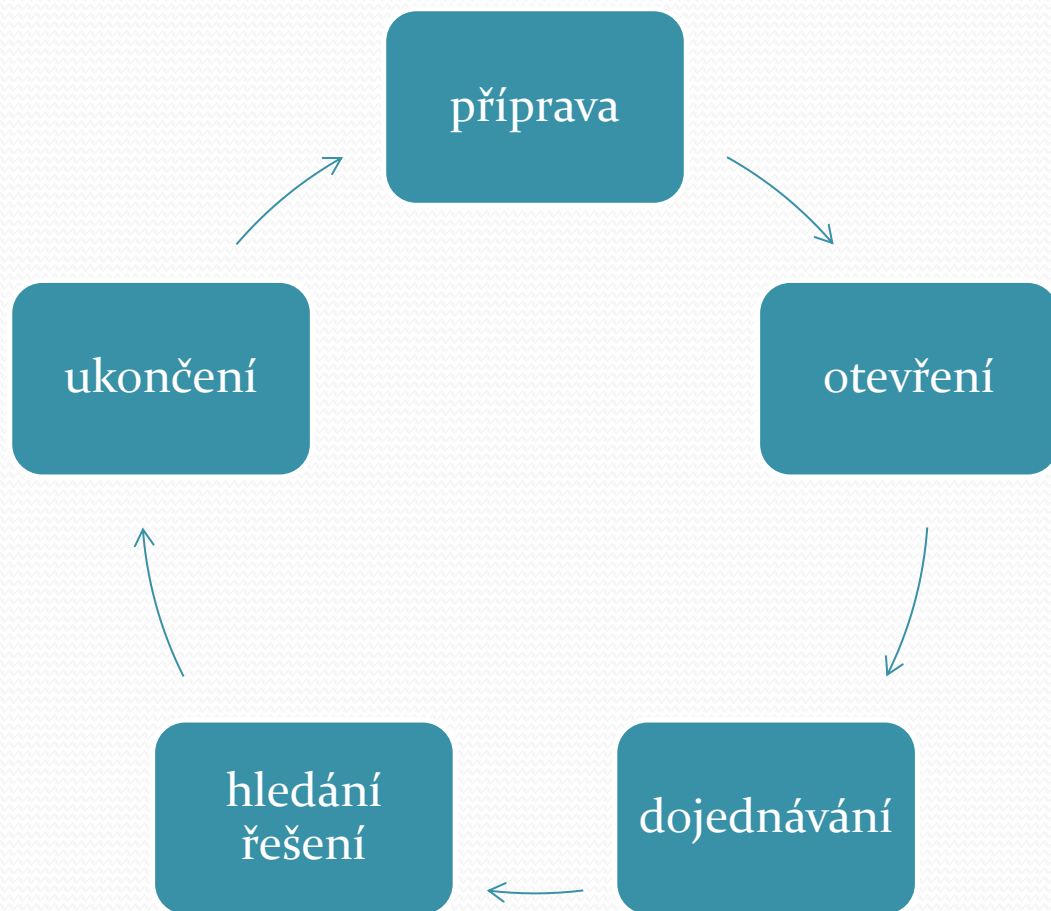 příprava
otevření
dojednávání
hledání
řešení
ukončení